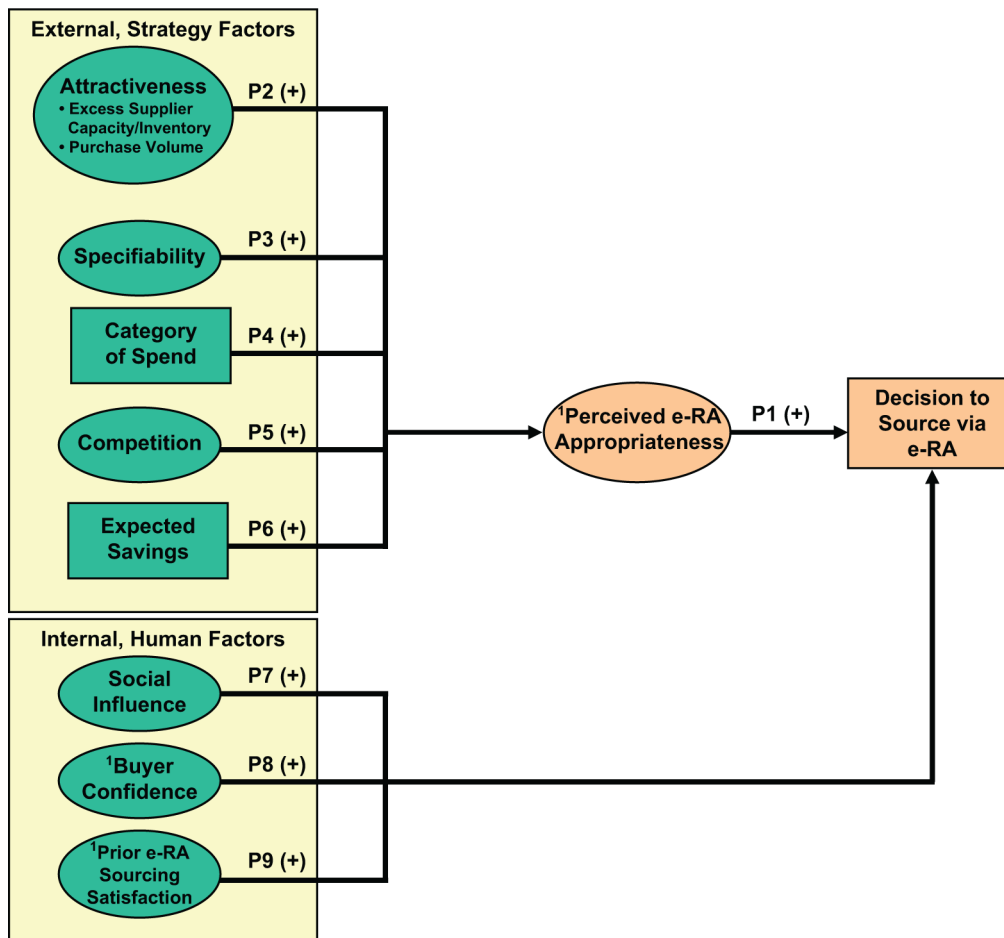 External, Strategy Factors
Attractiveness
• Excess Supplier
Capacity/Inventory
• Purchase Volume
P2 (+)
Specifiability
P3 (+)
Category
of Spend
P4 (+)
Competition
P5 (+)
Expected
Savings
P6 (+)
¹Perceived e-RA
Appropriateness
P1 (+)
Decision to
Source via
e-RA
Internal, Human Factors
Social
Influence
P7 (+)
¹Buyer
Confidence
P8 (+)
¹Prior e-RA
Sourcing
Satisfaction
P9 (+)